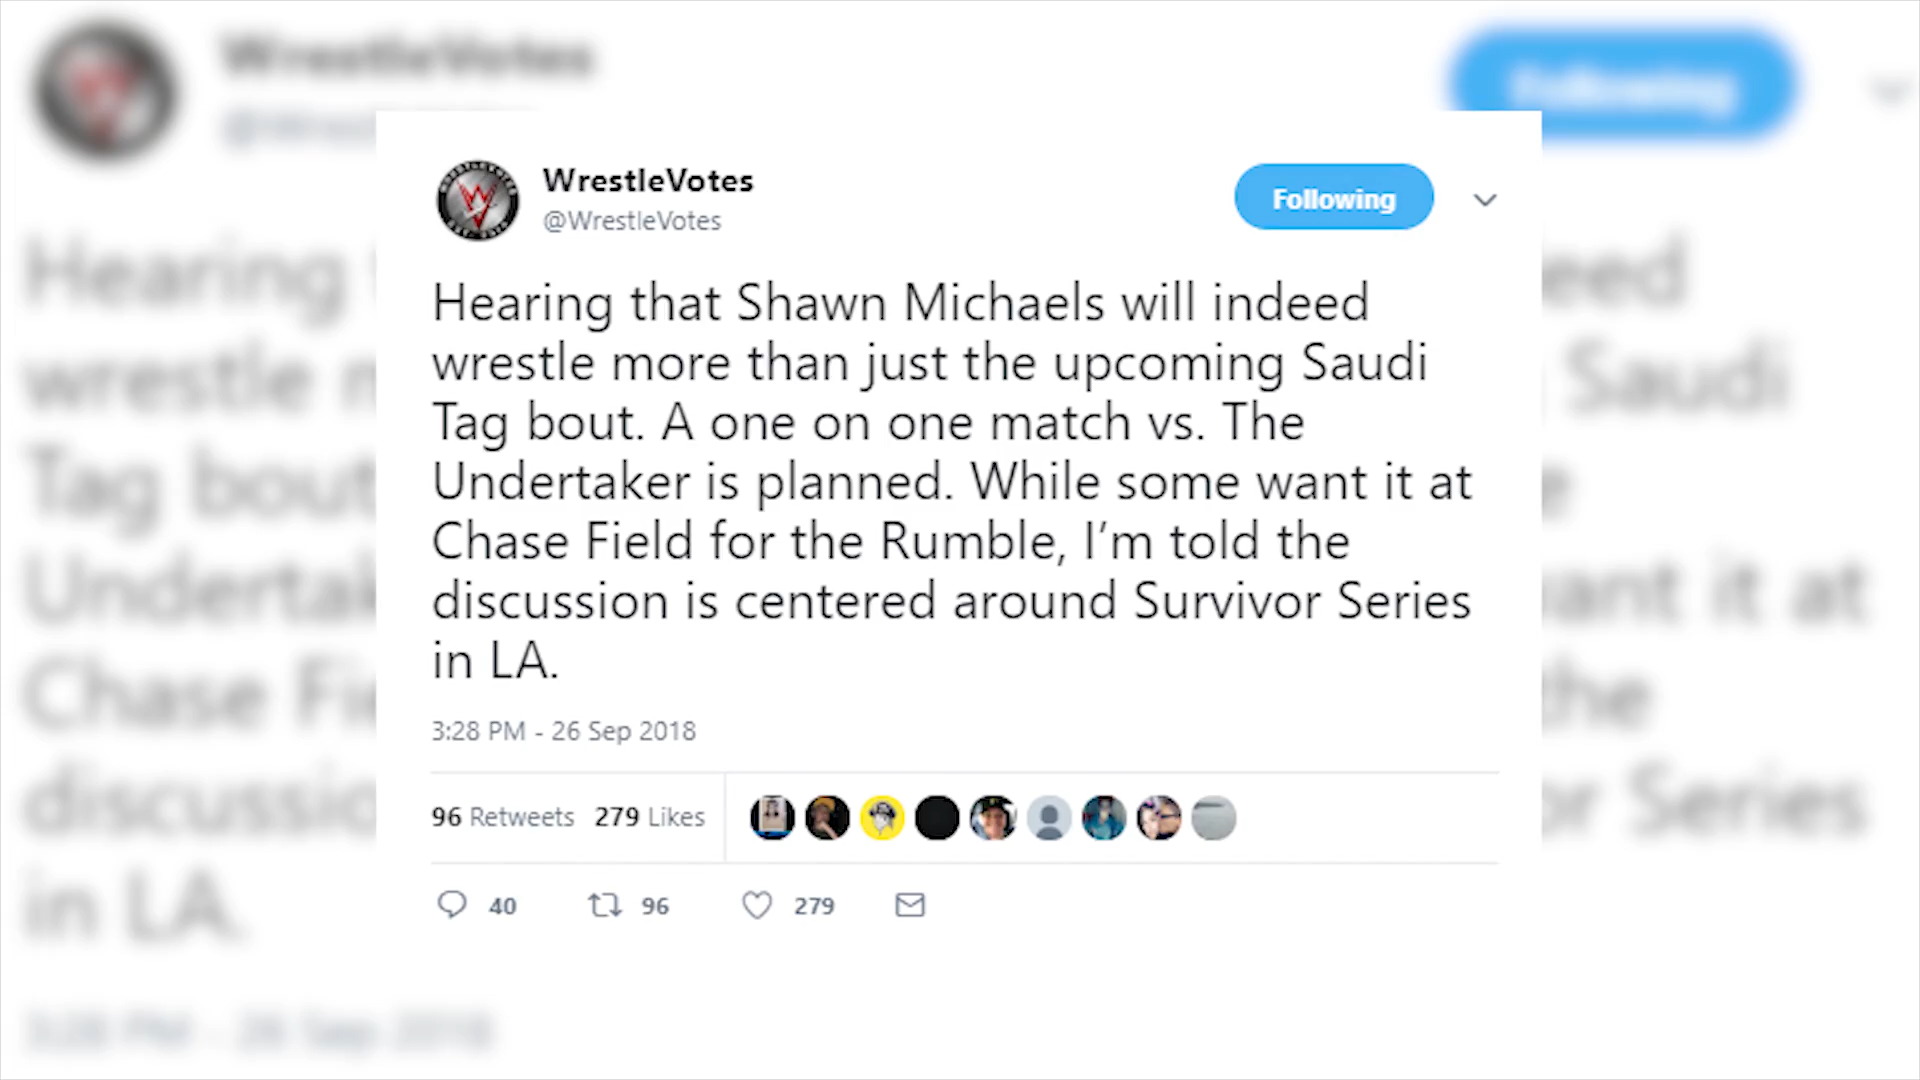 WrestleVotes
@WrestleVotes
Following
Hearing that Shawn Michaels will indeed
wrestle more than just the upcoming Saudi
Tag bout. A one on one match vs. The
Undertaker is planned. While some want it at
Chase Field for the Rumble, I’m told the
discussion is centered around Survivor Series
in LA.
3:28 PM - 26 Sep 2018
96 Retweets 279 Likes
40 96 279